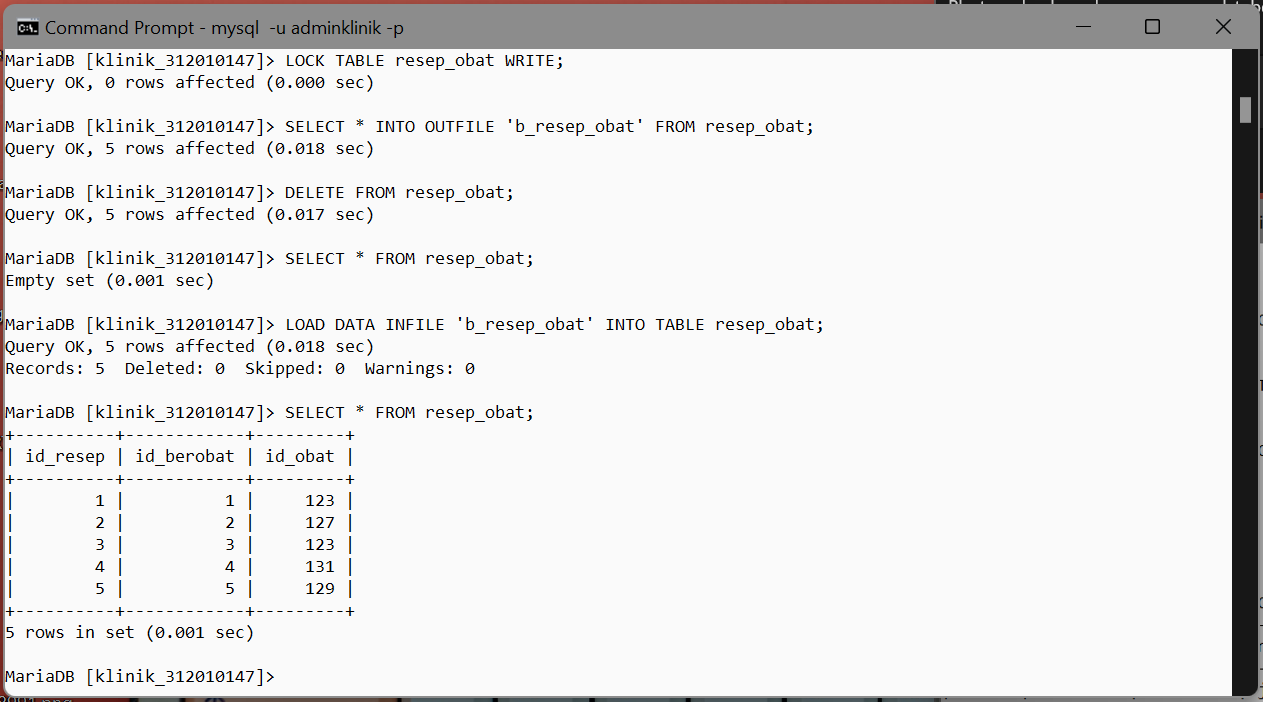 Command Prompt - mysql  -u adminklinik -p
MariaDB [klinik_312010147]> LOCK TABLE resep_obat WRITE;
Query OK, 0 rows affected (0.000 sec)

MariaDB [klinik_312010147]> SELECT * INTO OUTFILE 'b_resep_obat' FROM resep_obat;
Query OK, 5 rows affected (0.018 sec)

MariaDB [klinik_312010147]> DELETE FROM resep_obat;
Query OK, 5 rows affected (0.017 sec)

MariaDB [klinik_312010147]> SELECT * FROM resep_obat;
Empty set (0.001 sec)

MariaDB [klinik_312010147]> LOAD DATA INFILE 'b_resep_obat' INTO TABLE resep_obat;
Query OK, 5 rows affected (0.018 sec)
Records: 5  Deleted: 0  Skipped: 0  Warnings: 0

MariaDB [klinik_312010147]> SELECT * FROM resep_obat;
+----------+------------+---------+
| id_resep | id_berobat | id_obat |
+----------+------------+---------+
|        1 |          1 |     123 |
|        2 |          2 |     127 |
|        3 |          3 |     123 |
|        4 |          4 |     131 |
|        5 |          5 |     129 |
+----------+------------+---------+
5 rows in set (0.001 sec)

MariaDB [klinik_312010147]>